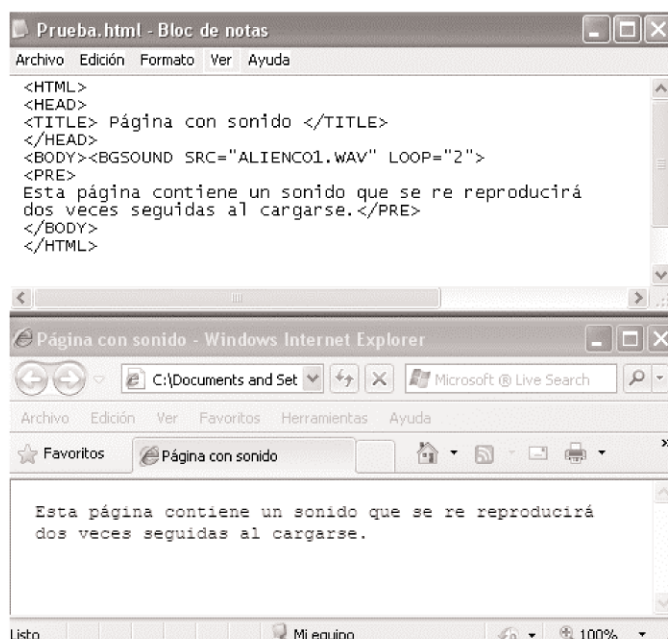 Prueba.html - Bloc de notas
Archivo Edición Formato Ver Ayuda
<HTML>
<HEAD>
<TITLE> Página con sonido </TITLE>
</HEAD>
<BODY><BGSOUND SRC="ALIENCO1.WAV" LOOP="2">
<PRE>
Esta página contiene un sonido que se re reproducirá
dos veces seguidas al cargarse.</PRE>
</BODY>
</HTML>
Página con sonido - Windows Internet Explorer
C:\Documents and Set Microsoft ® Live Search
Archivo Edición Ver Favoritos Herramientas Ayuda
Favoritos Página con sonido
Esta página contiene un sonido que se re reproducirá
dos veces seguidas al cargarse.
Listo Mi equipo 100%